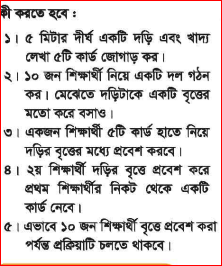 কী করতে হবে :
১। ৫ মিটার দীর্ঘ একটি দড়ি এবং খাদ্য
লেখা ৫টি কার্ড জোগাড় কর।
২। ১০ জন শিক্ষার্থী নিয়ে একটি দল গঠন
কর। মেঝেতে দড়িটাকে একটি বৃত্তের
মতো করে বসাও।
৩। একজন শিক্ষার্থী ৫টি কার্ড হাতে নিয়ে
দড়ির বৃত্তের মধ্যে প্রবেশ করবে।
৪। ২য় শিক্ষার্থী দড়ির বৃত্তে প্রবেশ করে
প্রথম শিক্ষার্থীর নিকট থেকে একটি
কার্ড নেবে।
৫। এভাবে ১০ জন শিক্ষার্থী বৃত্তে প্রবেশ করা
পর্যন্ত প্রক্রিয়াটি চলতে থাকবে।